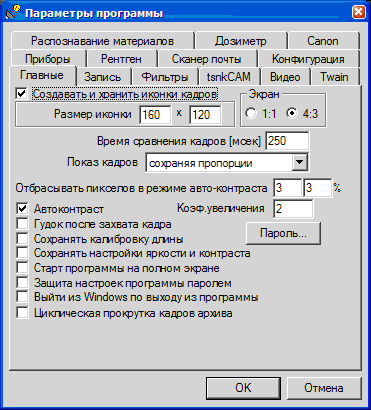 Параметры программы
Распознавание материалов Дозиметр Canon
Приборы Рентген Сканер почты Конфигурация
Главные Запись Фильтры tsnkCAM Видео Twain
Создавать и хранить иконки кадров
Размер иконки 160 x 120
Экран
1:1 4:3
Время сравнения кадров [мсек] 250
Показ кадров сохраняя пропорции
Отбрасывать пикселов в режиме авто-контраста 3 3 %
Автоконтраст Коэф.увеличения 2
Гудок после захвата кадра
Пароль...
Сохранять калибровку длины
Сохранять настройки яркости и контраста
Старт программы на полном экране
Защита настроек программы паролем
Выйти из Windows по выходу из программы
Циклическая прокрутка кадров архива
OK Отмена